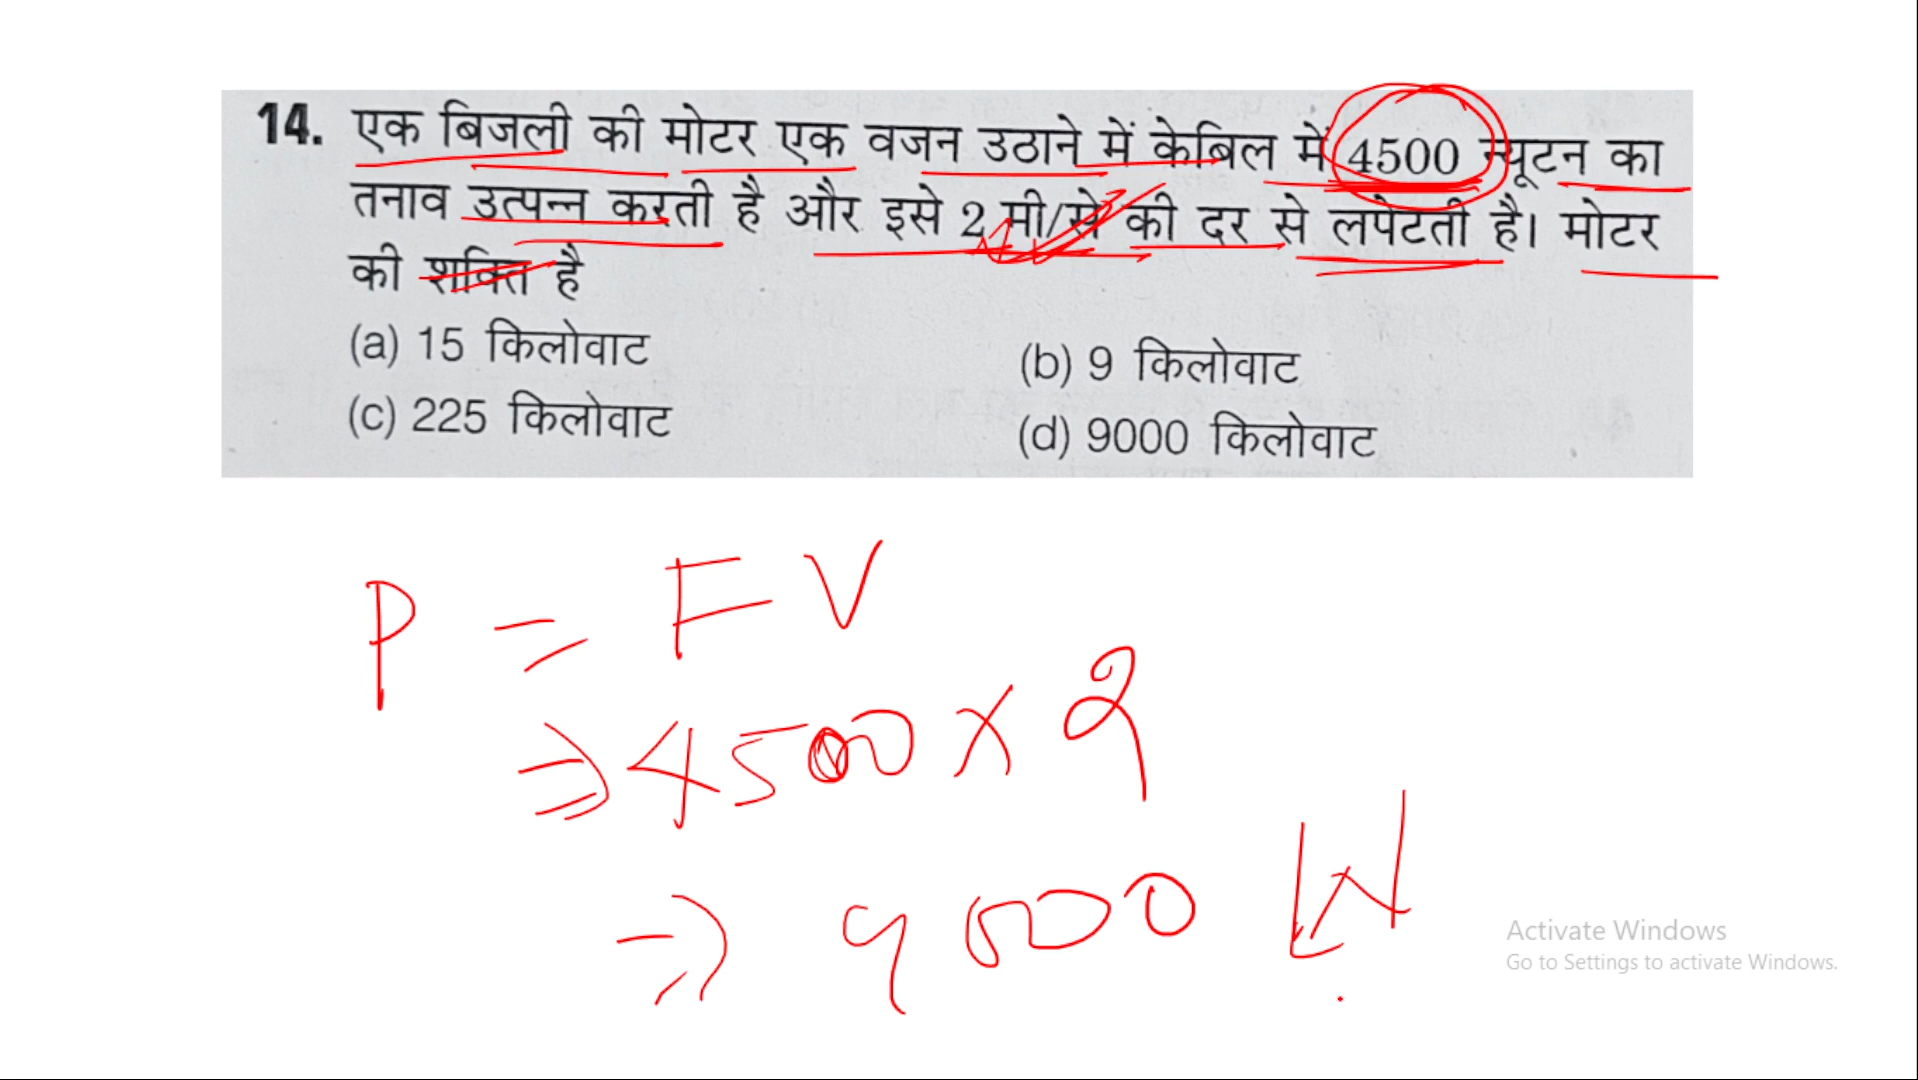 14. एक बिजली की मोटर एक वजन उठाने में केबिल में 4500 न्यूटन का
तनाव उत्पन्न करती है और इसे 2 मी/से की दर से लपेटती है। मोटर
की शक्ति है
(a) 15 किलोवाट (b) 9 किलोवाट
(c) 225 किलोवाट (d) 9000 किलोवाट
P = FV
⇒ 4500 × 2
⇒ 9000 W
Activate Windows
Go to Settings to activate Windows.